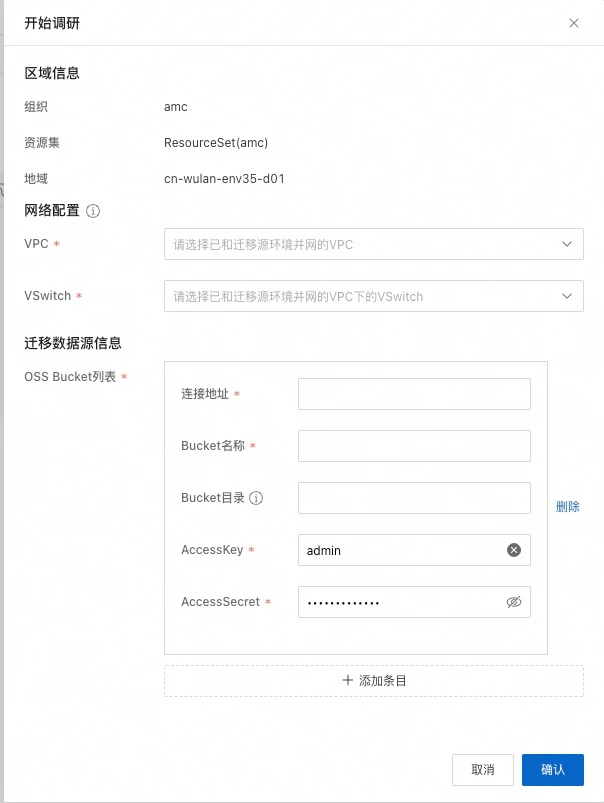 开始调研
区域信息
组织 amc
资源集 ResourceSet(amc)
地域 cn-wulan-env35-d01
网络配置
VPC * 请选择已和迁移源环境并网的VPC
VSwitch * 请选择已和迁移源环境并网的VPC下的VSwitch
迁移数据源信息
OSS Bucket列表 *
连接地址 *
Bucket名称 *
Bucket目录
删除
AccessKey * admin
AccessSecret * •••••••••••••
+ 添加条目
取消 确认